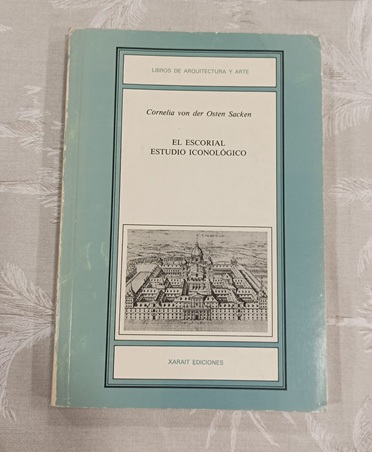 LIBROS DE ARQUITECTURA Y ARTE
Cornelia von der Osten Sacken
EL ESCORIAL
ESTUDIO ICONOLÓGICO
XARAIT EDICIONES